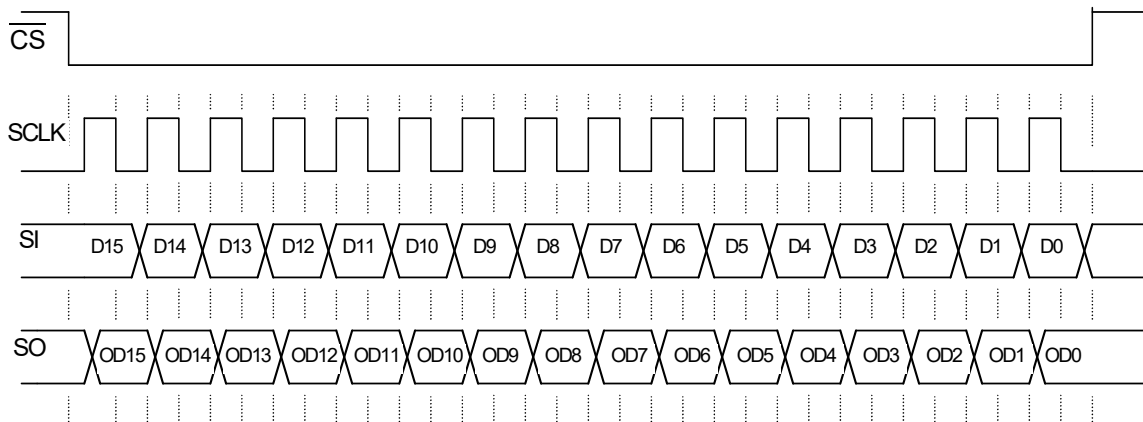 CS
SCLK
SI D15 D14 D13 D12 D11 D10 D9 D8 D7 D6 D5 D4 D3 D2 D1 D0
SO OD15 OD14 OD13 OD12 OD11 OD10 OD9 OD8 OD7 OD6 OD5 OD4 OD3 OD2 OD1 OD0